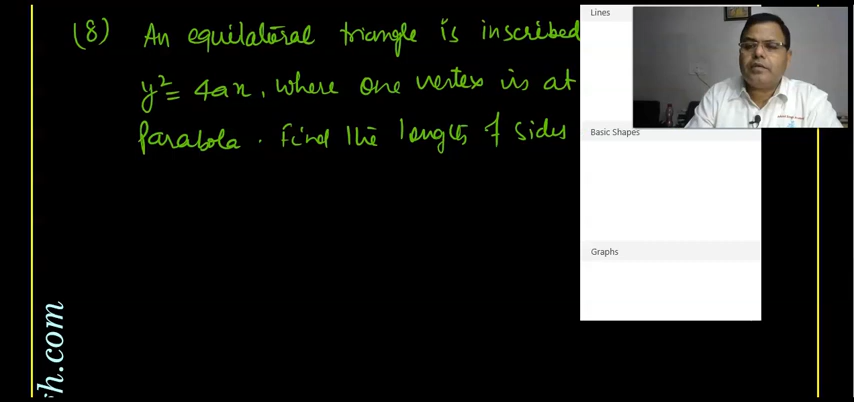 (8) An equilateral triangle is inscribed
y² = 4ax, where one vertex is at
parabola. Find the length of sides
Lines
Basic Shapes
Graphs
h.com